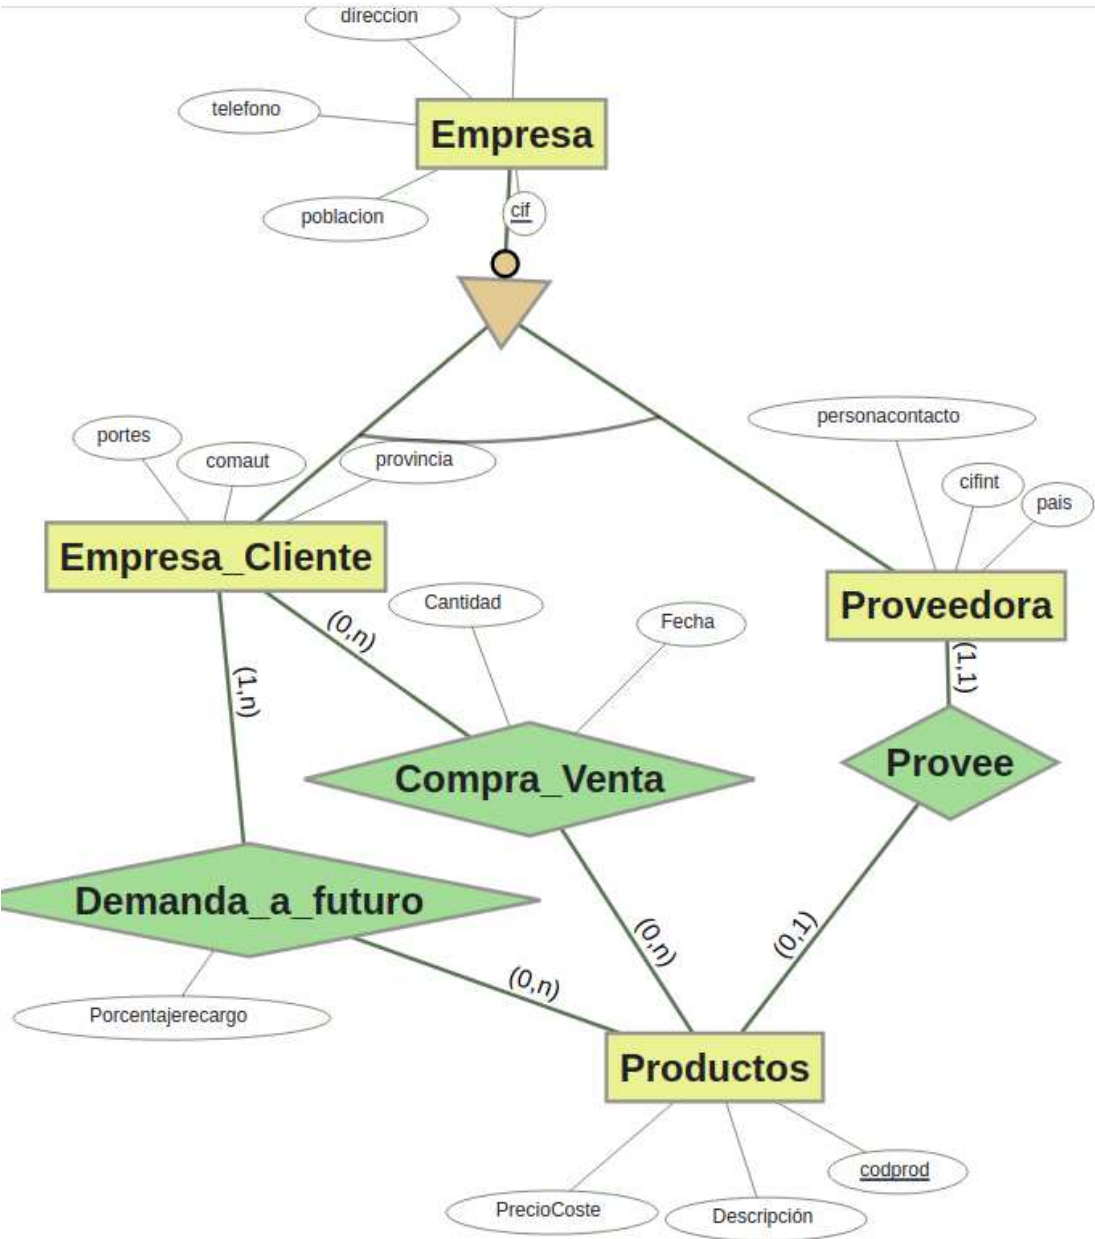 direccion
telefono
Empresa
poblacion
cif
portes
comaut
provincia
personacontacto
cifint
pais
Empresa_Cliente
Proveedora
Cantidad
Fecha
(0,n)
(1,n)
(1,1)
Compra_Venta
Provee
Demanda_a_futuro
(0,n)
(0,1)
(0,n)
Porcentajerecargo
Productos
codprod
PrecioCoste
Descripción